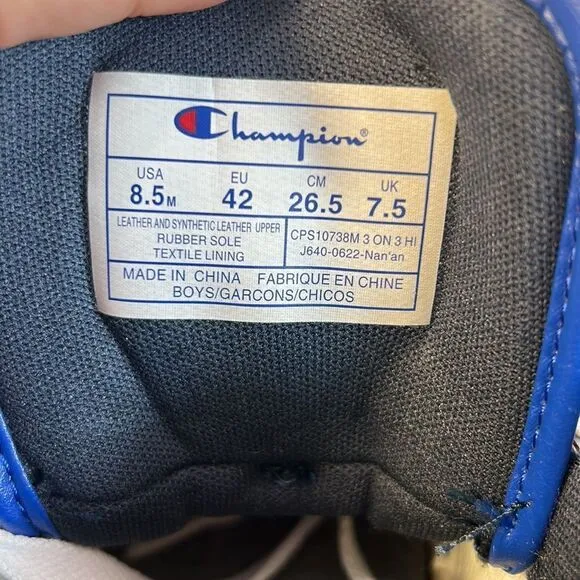 Champion®
USA EU CM UK
8.5M 42 26.5 7.5
LEATHER AND SYNTHETIC LEATHER UPPER
RUBBER SOLE
TEXTILE LINING
CPS10738M 3 ON 3 HI
J640-0622-Nan'an
MADE IN CHINA FABRIQUE EN CHINE
BOYS/GARCONS/CHICOS